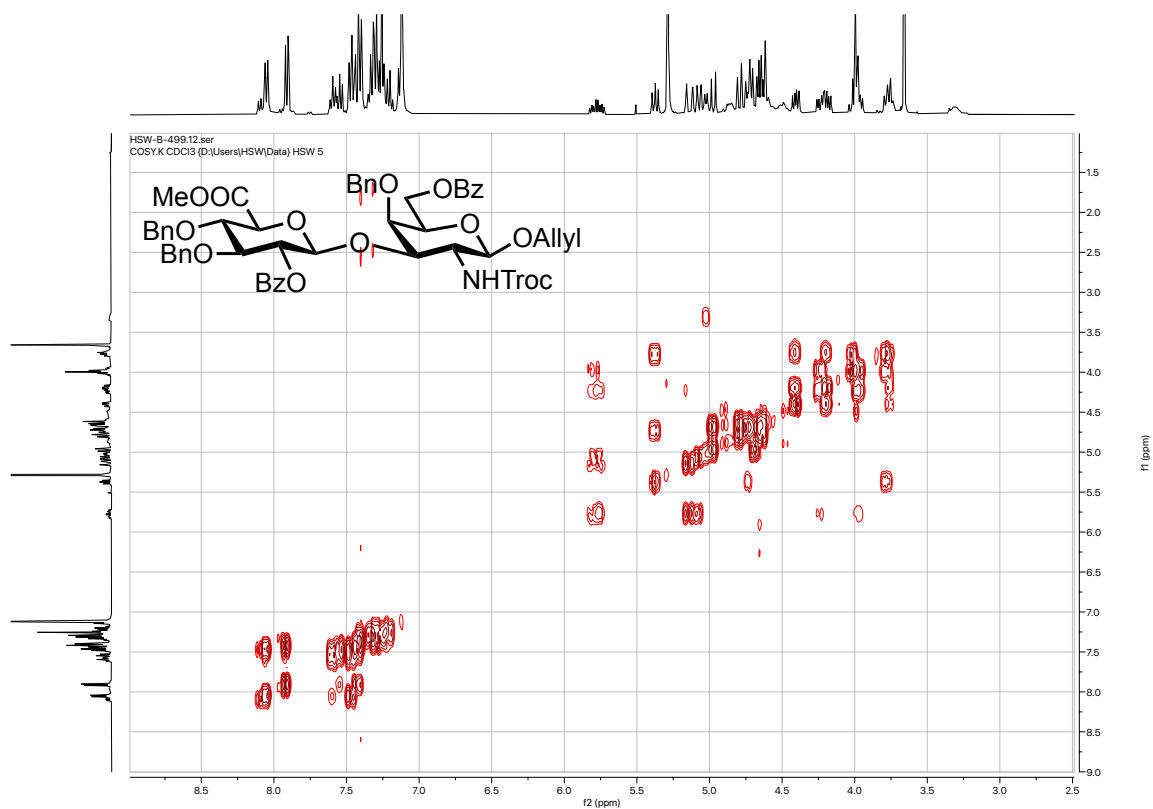 HSW-B-499.12.ser
COSY.K CDCl3 {D:\Users\HSW\Data} HSW 5
MeOOC
BnO
OBz
O
O
BnO
BnO
O
OAllyl
BzO
NHTroc
1.5
2.0
2.5
3.0
3.5
4.0
4.5
5.0
5.5
6.0
6.5
7.0
7.5
8.0
8.5
9.0
f1 (ppm)
8.5 8.0 7.5 7.0 6.5 6.0 5.5 5.0 4.5 4.0 3.5 3.0 2.5
f2 (ppm)